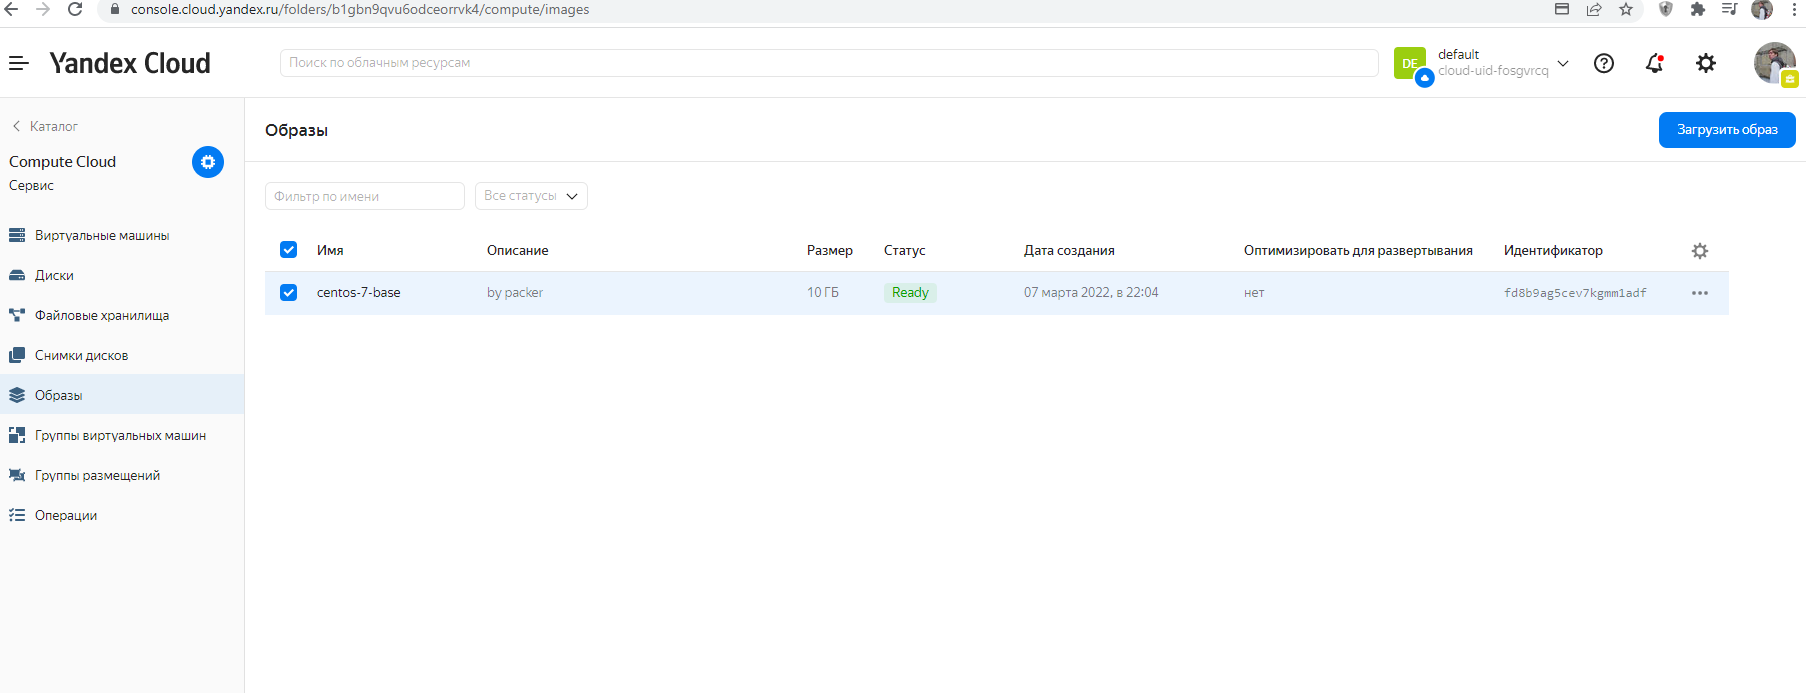 console.cloud.yandex.ru/folders/b1gbn9qvu6odceorrvk4/compute/images
Yandex Cloud
Поиск по облачным ресурсам
DE
default
cloud-uid-fosgvrcq
Каталог
Compute Cloud
Сервис
Виртуальные машины
Диски
Файловые хранилища
Снимки дисков
Образы
Группы виртуальных машин
Группы размещений
Операции
Образы
Загрузить образ
Фильтр по имени
Все статусы
Имя Описание Размер Статус Дата создания Оптимизировать для развертывания Идентификатор
centos-7-base by packer 10 ГБ Ready 07 марта 2022, в 22:04 нет fd8b9ag5cev7kgmm1adf